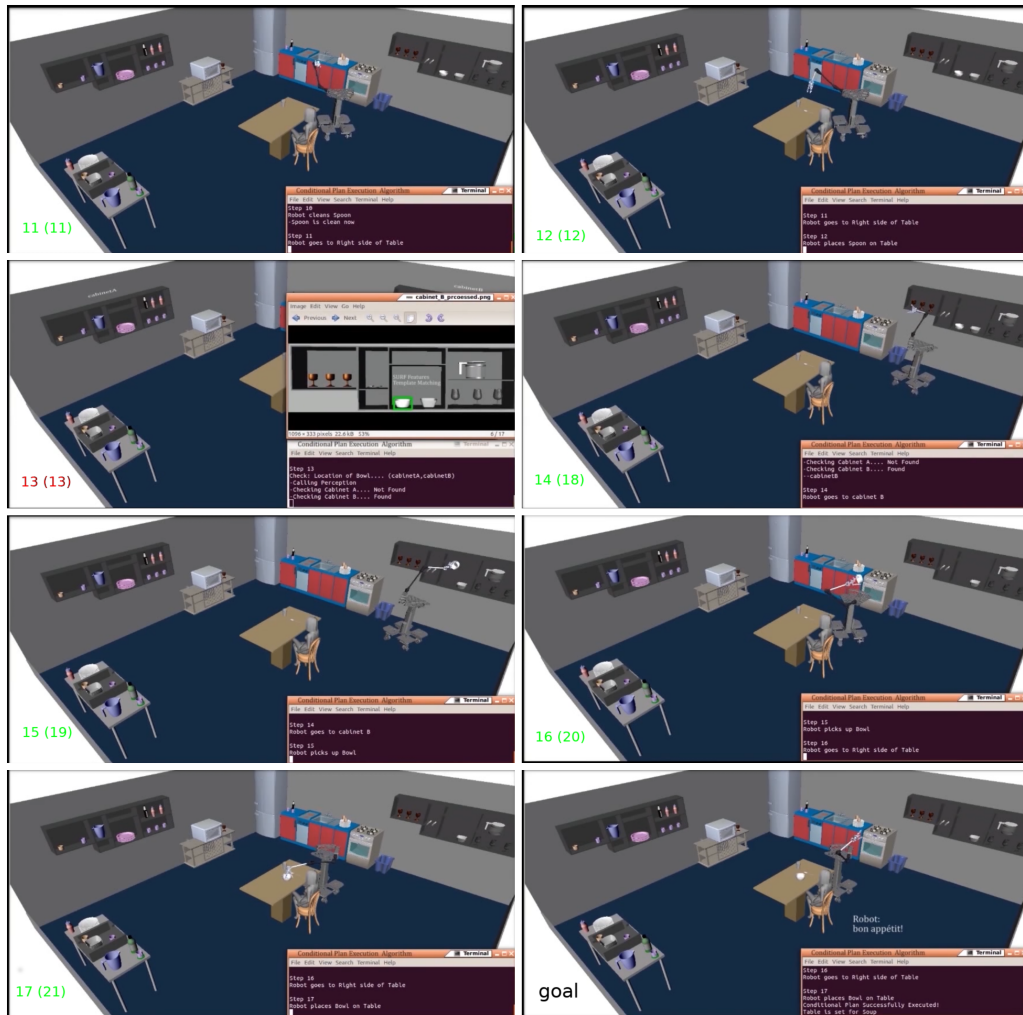 Conditional Plan Execution Algorithm
Terminal
File Edit View Search Terminal Help
Step 10
Robot cleans Spoon
-Spoon is clean now
Step 11
Robot goes to Right side of Table
11 (11)
Conditional Plan Execution Algorithm
Terminal
File Edit View Search Terminal Help
Step 11
Robot goes to Right side of Table
Step 12
Robot places Spoon on Table
12 (12)
cabinetA
cabinetB
cabinet_B_prcoessed.png
Image Edit View Go Help
Previous Next
SURF Features
Template Matching
1096 × 333 pixels 22.6 kB 53%
6 / 17
Conditional Plan Execution Algorithm
Terminal
File Edit View Search Terminal Help
Step 13
Check: Location of Bowl.... {cabinetA,cabinetB}
-Calling Perception
-Checking Cabinet A.... Not Found
-Checking Cabinet B.... Found
13 (13)
Conditional Plan Execution Algorithm
Terminal
File Edit View Search Terminal Help
-Checking Cabinet A.... Not Found
-Checking Cabinet B.... Found
--cabinetB
Step 14
Robot goes to cabinet B
14 (18)
Conditional Plan Execution Algorithm
Terminal
File Edit View Search Terminal Help
Step 14
Robot goes to cabinet B
Step 15
Robot picks up Bowl
15 (19)
Conditional Plan Execution Algorithm
Terminal
File Edit View Search Terminal Help
Step 15
Robot picks up Bowl
Step 16
Robot goes to Right side of Table
16 (20)
Conditional Plan Execution Algorithm
Terminal
File Edit View Search Terminal Help
Step 16
Robot goes to Right side of Table
Step 17
Robot places Bowl on Table
17 (21)
Robot:
bon appétit!
Conditional Plan Execution Algorithm
Terminal
File Edit View Search Terminal Help
Step 16
Robot goes to Right side of Table
Step 17
Robot places Bowl on Table
Conditional Plan Successfully Executed!
Table is set for Soup
goal